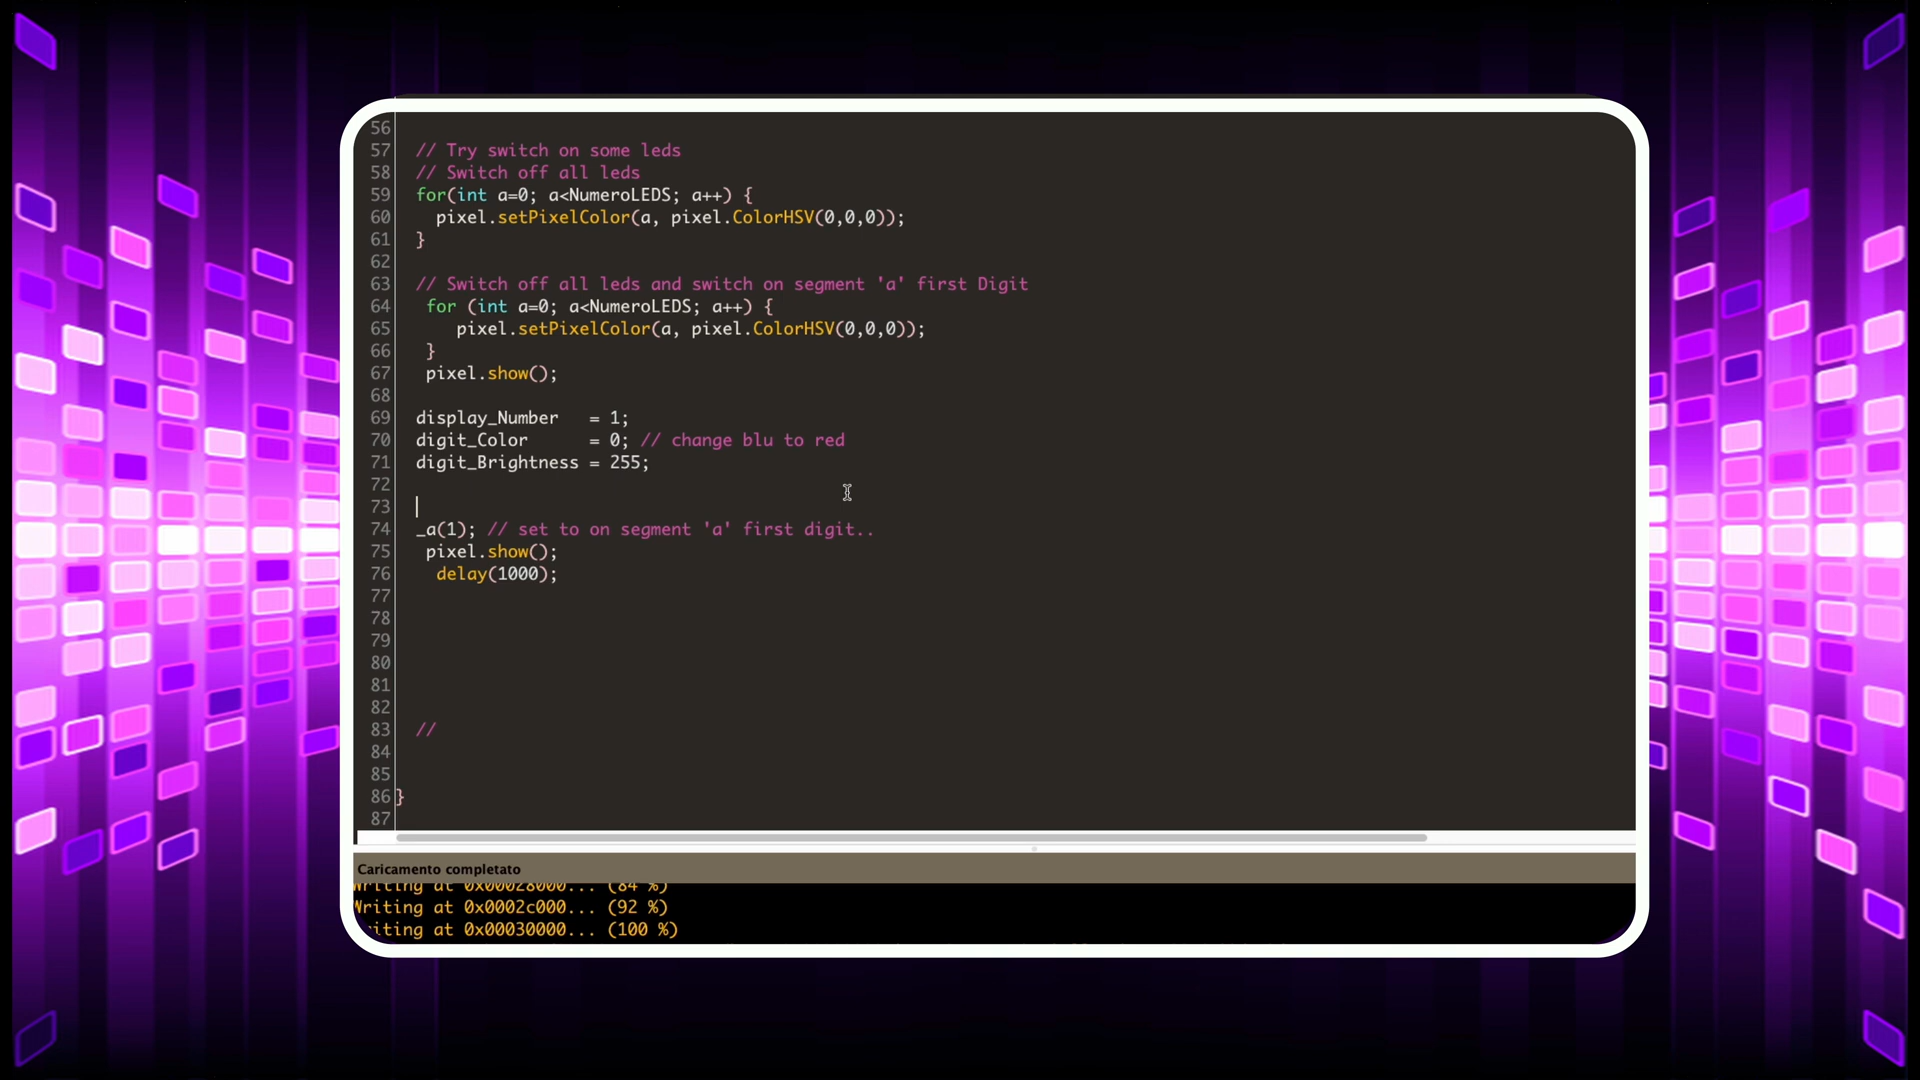 56
57 // Try switch on some leds
58 // Switch off all leds
59 for(int a=0; a<NumeroLEDS; a++) {
60 pixel.setPixelColor(a, pixel.ColorHSV(0,0,0));
61 }
62
63 // Switch off all leds and switch on segment 'a' first Digit
64 for (int a=0; a<NumeroLEDS; a++) {
65 pixel.setPixelColor(a, pixel.ColorHSV(0,0,0));
66 }
67 pixel.show();
68
69 display_Number = 1;
70 digit_Color = 0; // change blu to red
71 digit_Brightness = 255;
72
73
74 _a(1); // set to on segment 'a' first digit..
75 pixel.show();
76 delay(1000);
77
78
79
80
81
82
83 //
84
85
86 }
87
Caricamento completato
Writing at 0x00028000... (84 %)
Writing at 0x0002c000... (92 %)
Writing at 0x00030000... (100 %)